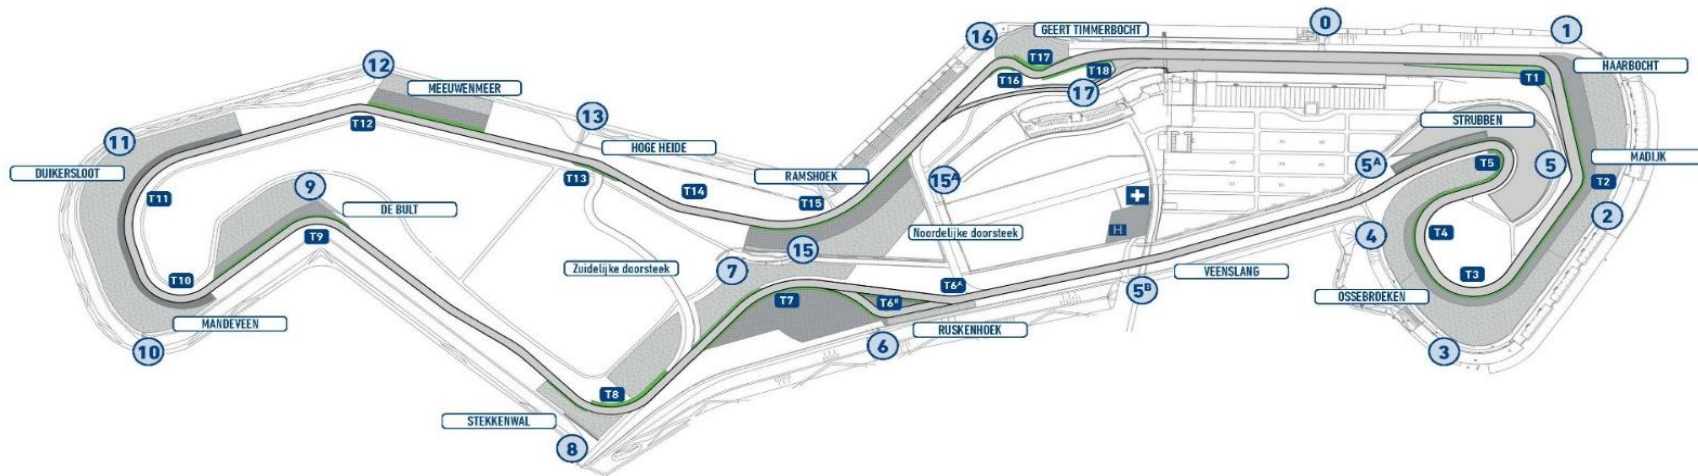 0
1
16
GEERT TIMMERBOCHT
T17
T16
T18
17
T1
HAARBOCHT
12
MEEUWENMEER
T12
13
11
HOGE HEIDE
STRUBBEN
DUIKERSLOOT
9
T13
RAMSHOEK
15ᴬ
5ᴬ
T5
5
MADIJK
T2
T11
DE BULT
T14
T15
2
T9
Noordelijke doorsteek
H
T4
4
15
Zuidelijke doorsteek
7
VEENSLANG
T3
T10
T6ᴬ
5ᴮ
OSSEBROEKEN
T7
T6ᴮ
MANDEVEEN
RUSKENHOEK
10
6
3
T8
STEKKENWAL
8